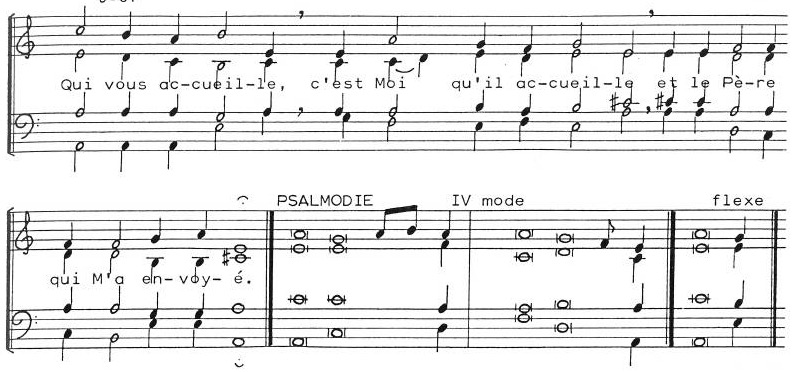 Qui vous ac-cueil-le, c'est Moi qu'il ac-cueil-le et le Pè-re
PSALMODIE IV mode flexe
qui M'a en-voy-é.